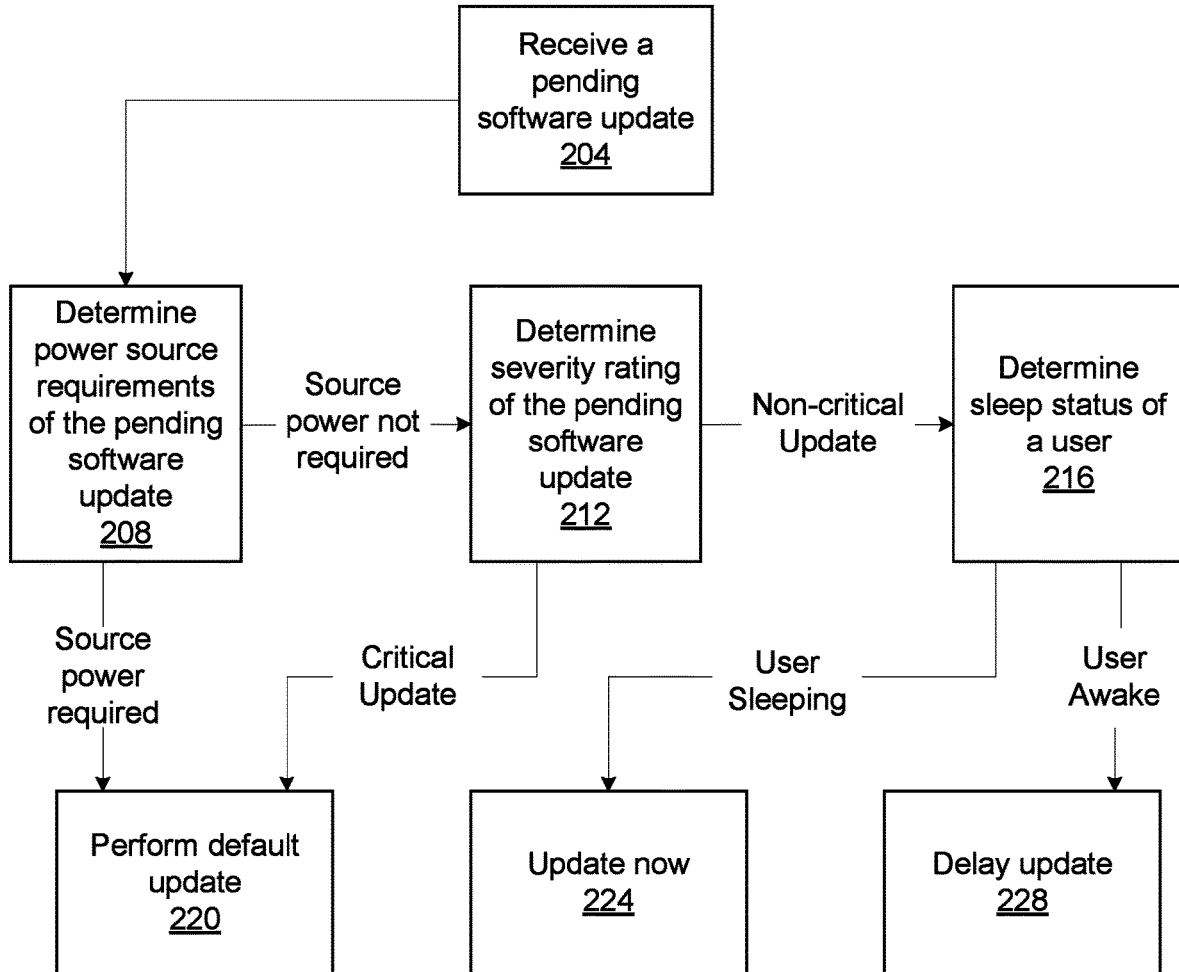 Receive a
pending
software update
204
Determine
power source
requirements
of the pending
software
update
208
Source
power not
required
Determine
severity rating
of the pending
software
update
212
Non-critical
Update
Determine
sleep status of
a user
216
Source
power
required
Critical
Update
User
Sleeping
User
Awake
Perform default
update
220
Update now
224
Delay update
228